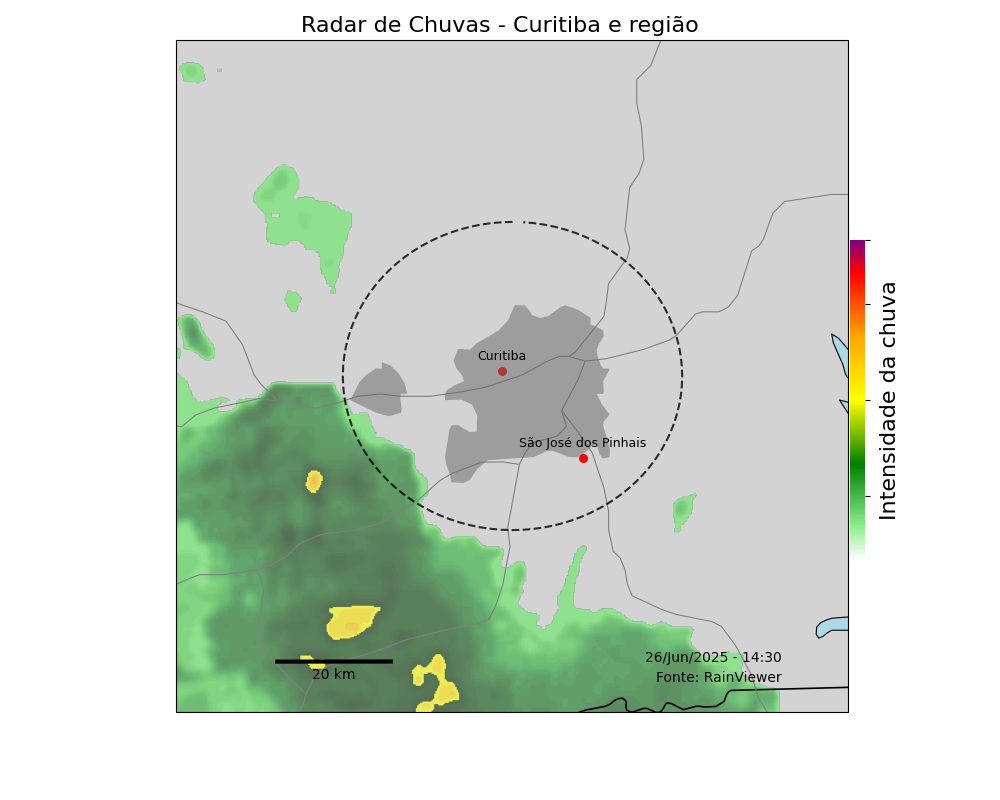 Radar de Chuvas - Curitiba e região
Curitiba
São José dos Pinhais
Intensidade da chuva
26/Jun/2025 - 14:30
Fonte: RainViewer
20 km